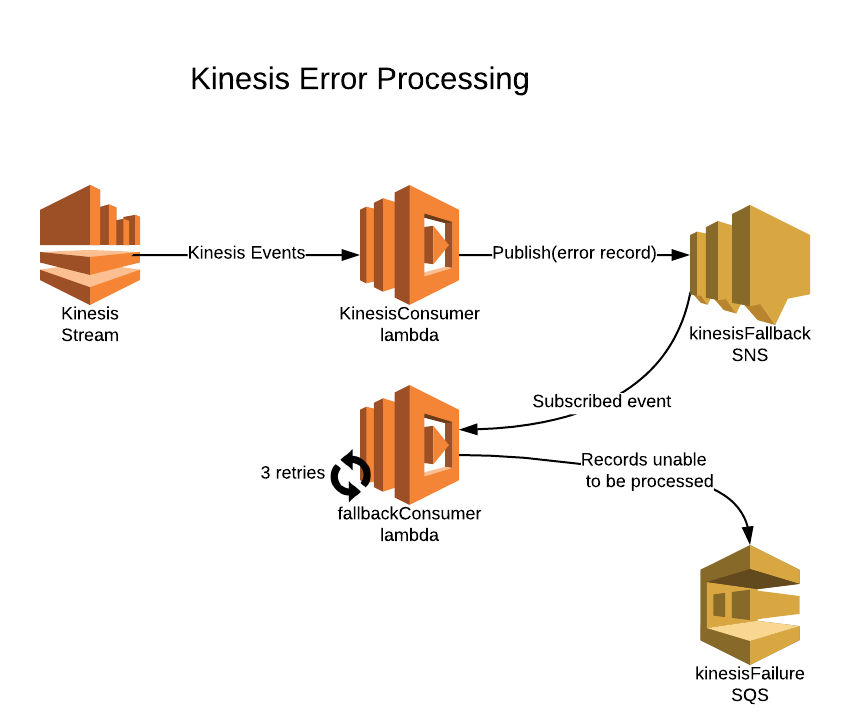 Kinesis Error Processing
Kinesis Events
Publish(error record)
Kinesis
Stream
KinesisConsumer
lambda
kinesisFallback
SNS
Subscribed event
3 retries
Records unable
to be processed
fallbackConsumer
lambda
kinesisFailure
SQS